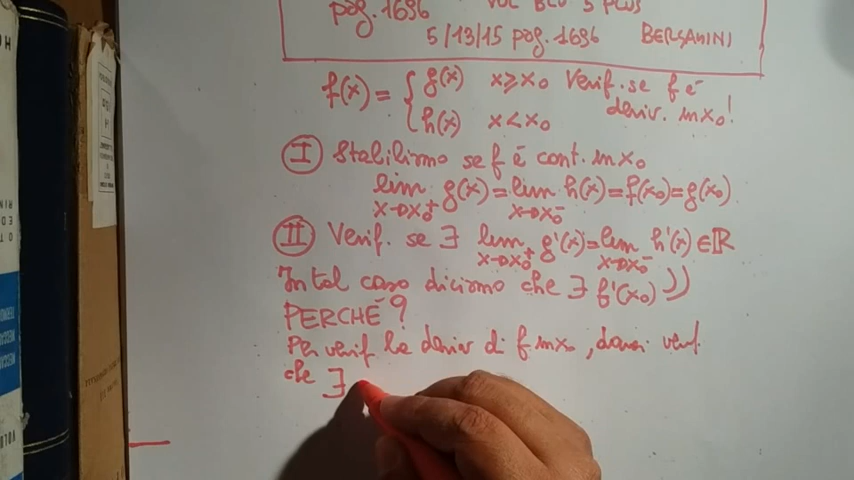 pag. 1696 VOL BLU 5 PLUS
5/13/15 pag. 1696 BERGAMINI
f(x) = { g(x) x ≥ x₀ Verif. se f è
h(x) x < x₀ deriv. in x₀!
I Stabiliamo se f è cont. in x₀
lim x→x₀⁺ g(x) = lim x→x₀⁻ h(x) = f(x₀) = g(x₀)
II Verif. se ∃ lim x→x₀⁺ g'(x) = lim x→x₀⁻ h'(x) ∈ ℝ
In tal caso diciamo che ∃ f'(x₀) ))
PERCHÉ?
Per verif la deriv di f in x₀, dovrei verif.
che ∃